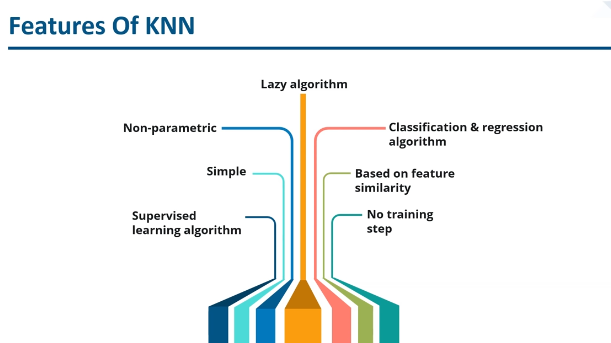 Features Of KNN
Lazy algorithm
Non-parametric
Classification & regression
algorithm
Simple
Based on feature
similarity
Supervised
learning algorithm
No training
step